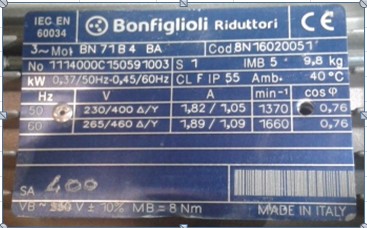 IEC EN
60034
Bonfiglioli Riduttori
CE
3~Mot BN 71B4 BA Cod 8N16020051
No 1114000C150591003 S 1 IMB 5 9,8 kg
kW 0,37/50Hz-0,45/60Hz CL F IP 55 Amb. 40°C
Hz V A min-1 cos φ
50 230/400 Δ/Y 1,82 / 1,05 1370 0,76
60 265/460 Δ/Y 1,89 / 1,09 1660 0,76
SA 400
VB ~ V ± 10% MB = 8 Nm MADE IN ITALY